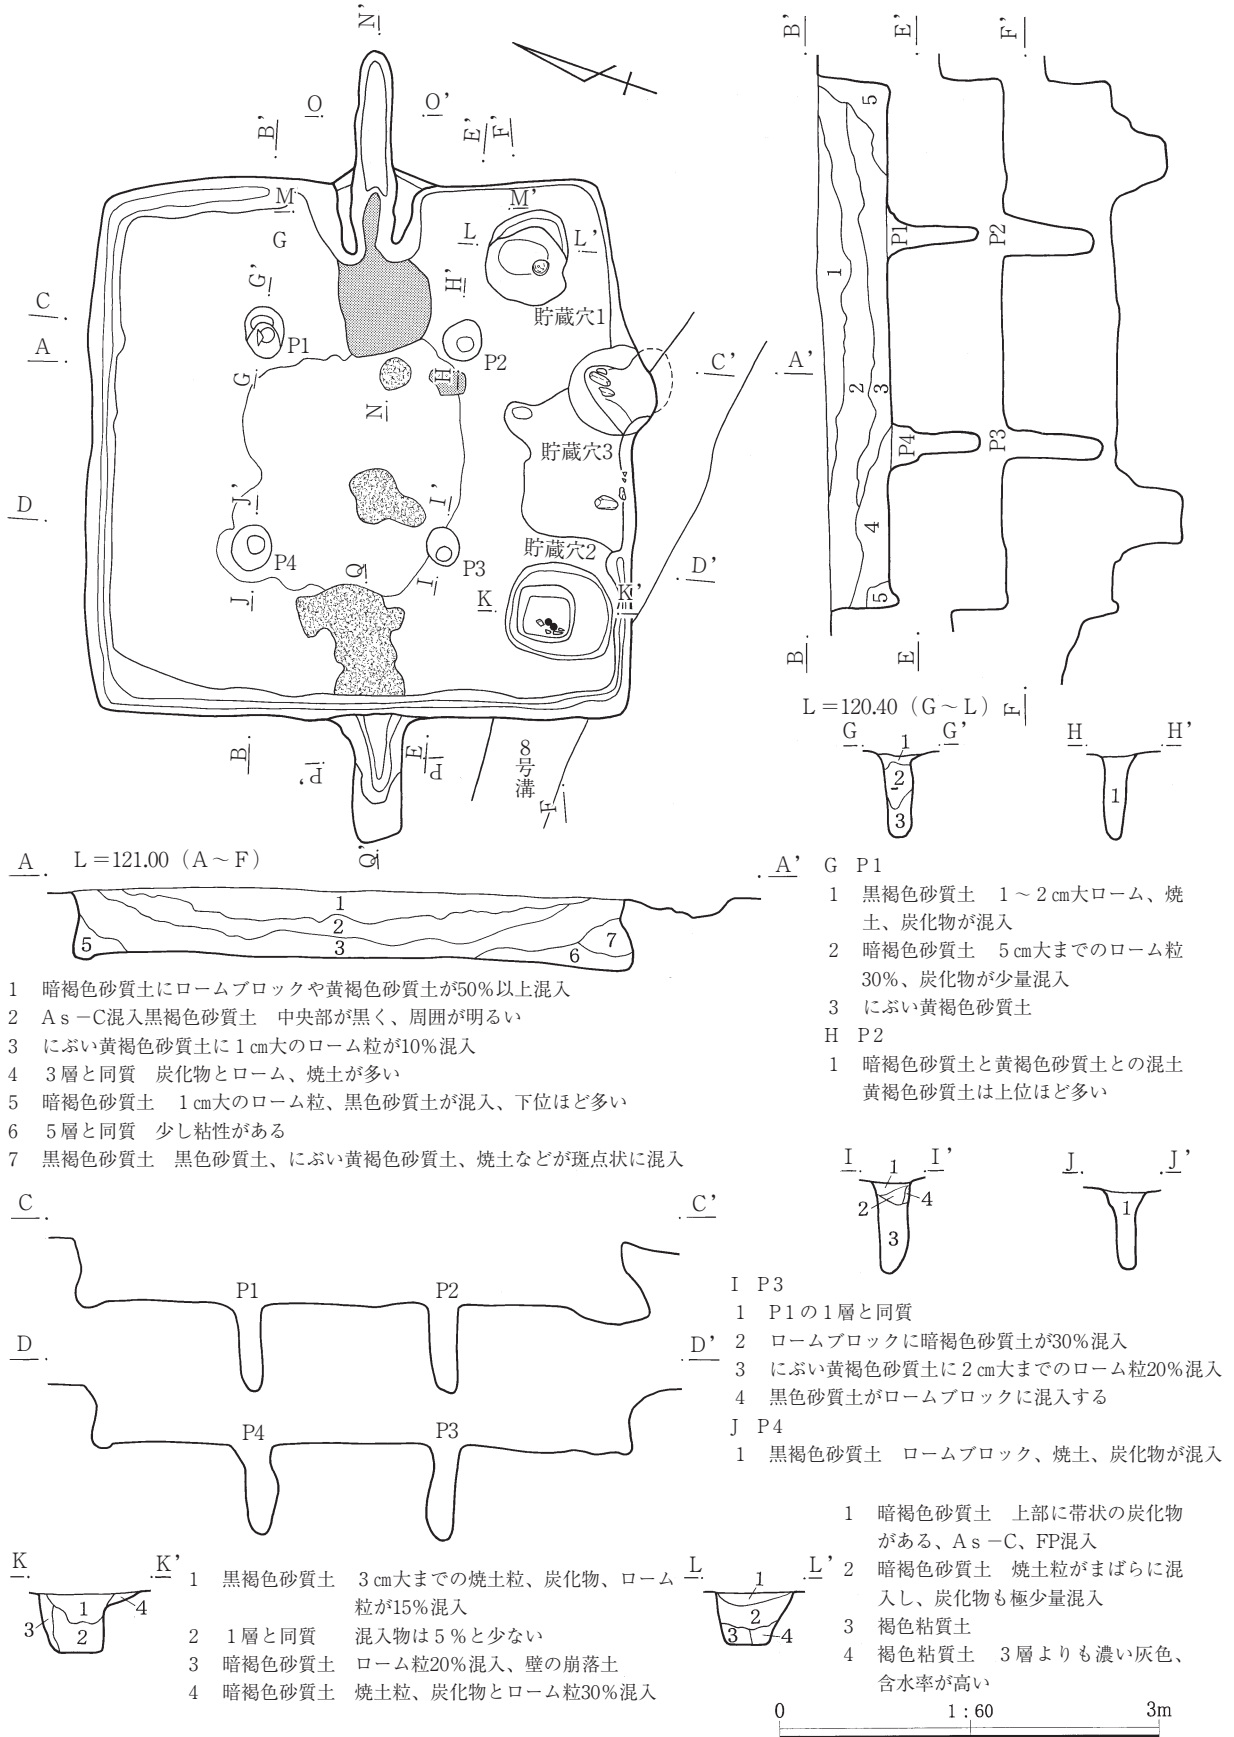 N'
O
O'
B'
E'
F'
M
M'
G
L
L'
G'
H'
貯蔵穴1
C
A
P1
P2
G
H
N
C'
A'
貯蔵穴3
D
J'
I'
貯蔵穴2
P4
P3
Q
I
J
K
K'
D'
B
P'
E
P
8号溝
F
Q'
B'
E'
F'
5
1
P1
P2
2
3
P4
P3
4
5
B
E
F
L＝120.40（G～L）
G
G'
1
2
3
H
H'
1
A
L＝121.00（A～F）
A'
1
2
3
5
6
7
1 暗褐色砂質土にロームブロックや黄褐色砂質土が50％以上混入
2 As－C混入黒褐色砂質土 中央部が黒く、周囲が明るい
3 にぶい黄褐色砂質土に1㎝大のローム粒が10％混入
4 3層と同質 炭化物とローム、焼土が多い
5 暗褐色砂質土 1㎝大のローム粒、黒色砂質土が混入、下位ほど多い
6 5層と同質 少し粘性がある
7 黒褐色砂質土 黒色砂質土、にぶい黄褐色砂質土、焼土などが斑点状に混入
G P1
1 黒褐色砂質土 1～2㎝大ローム、焼
土、炭化物が混入
2 暗褐色砂質土 5㎝大までのローム粒
30％、炭化物が少量混入
3 にぶい黄褐色砂質土
H P2
1 暗褐色砂質土と黄褐色砂質土との混土
黄褐色砂質土は上位ほど多い
I
I'
1
2
4
3
J
J'
1
C
C'
P1
P2
D
D'
P4
P3
I P3
1 P1の1層と同質
2 ロームブロックに暗褐色砂質土が30％混入
3 にぶい黄褐色砂質土に2㎝大までのローム粒20％混入
4 黒色砂質土がロームブロックに混入する
J P4
1 黒褐色砂質土 ロームブロック、焼土、炭化物が混入
K
K'
1
4
3
2
1 黒褐色砂質土 3㎝大までの焼土粒、炭化物、ローム
粒が15％混入
2 1層と同質 混入物は5％と少ない
3 暗褐色砂質土 ローム粒20％混入、壁の崩落土
4 暗褐色砂質土 焼土粒、炭化物とローム粒30％混入
L
L'
1
2
3
4
1 暗褐色砂質土 上部に帯状の炭化物
がある、As－C、FP混入
2 暗褐色砂質土 焼土粒がまばらに混
入し、炭化物も極少量混入
3 褐色粘質土
4 褐色粘質土 3層よりも濃い灰色、
含水率が高い
0
1：60
3m